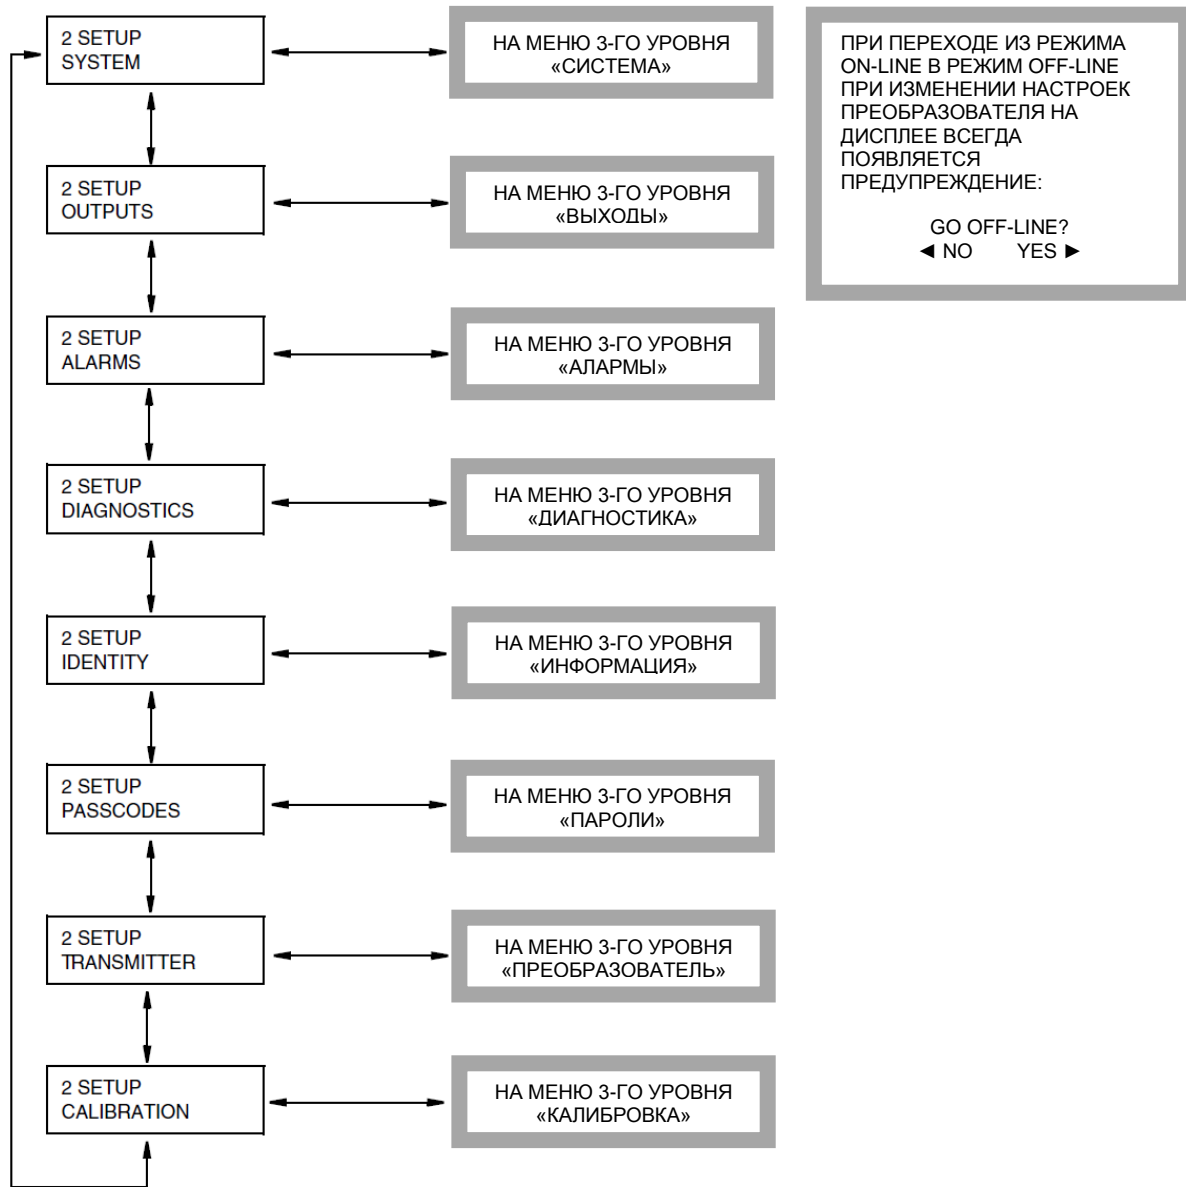 2 SETUP
SYSTEM
НА МЕНЮ 3-ГО УРОВНЯ
«СИСТЕМА»
ПРИ ПЕРЕХОДЕ ИЗ РЕЖИМА
ON-LINE В РЕЖИМ OFF-LINE
ПРИ ИЗМЕНЕНИИ НАСТРОЕК
ПРЕОБРАЗОВАТЕЛЯ НА
ДИСПЛЕЕ ВСЕГДА
ПОЯВЛЯЕТСЯ
ПРЕДУПРЕЖДЕНИЕ:
GO OFF-LINE?
◄ NO YES ►
2 SETUP
OUTPUTS
НА МЕНЮ 3-ГО УРОВНЯ
«ВЫХОДЫ»
2 SETUP
ALARMS
НА МЕНЮ 3-ГО УРОВНЯ
«АЛАРМЫ»
2 SETUP
DIAGNOSTICS
НА МЕНЮ 3-ГО УРОВНЯ
«ДИАГНОСТИКА»
2 SETUP
IDENTITY
НА МЕНЮ 3-ГО УРОВНЯ
«ИНФОРМАЦИЯ»
2 SETUP
PASSCODES
НА МЕНЮ 3-ГО УРОВНЯ
«ПАРОЛИ»
2 SETUP
TRANSMITTER
НА МЕНЮ 3-ГО УРОВНЯ
«ПРЕОБРАЗОВАТЕЛЬ»
2 SETUP
CALIBRATION
НА МЕНЮ 3-ГО УРОВНЯ
«КАЛИБРОВКА»